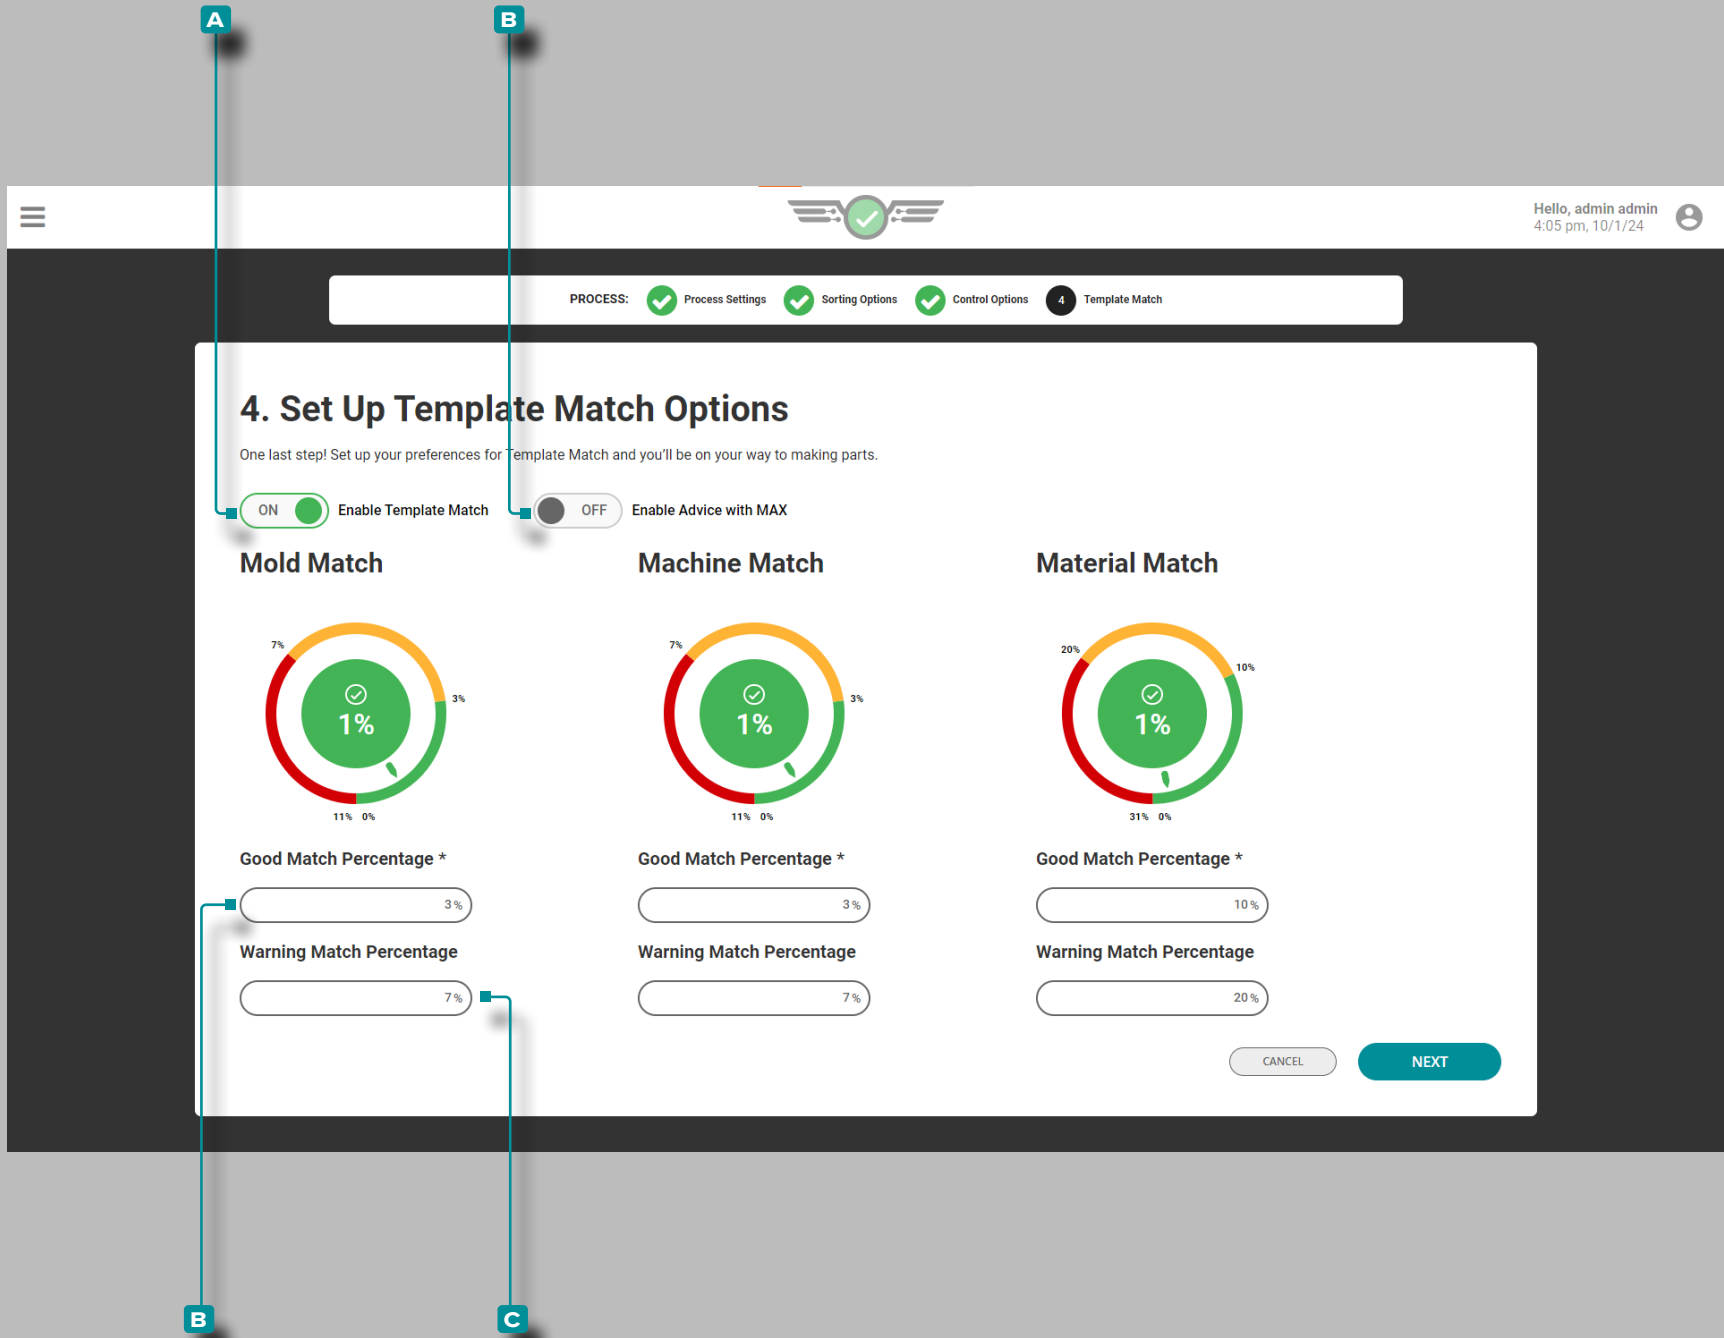 A
B
Hello, admin admin
4:05 pm, 10/1/24
PROCESS: Process Settings Sorting Options Control Options 4 Template Match
4. Set Up Template Match Options
One last step! Set up your preferences for Template Match and you'll be on your way to making parts.
ON Enable Template Match OFF Enable Advice with MAX
Mold Match
7%
3%
1%
11% 0%
Good Match Percentage *
3%
Warning Match Percentage
7%
Machine Match
7%
3%
1%
11% 0%
Good Match Percentage *
3%
Warning Match Percentage
7%
Material Match
20%
10%
1%
31% 0%
Good Match Percentage *
10%
Warning Match Percentage
20%
CANCEL NEXT
B
C